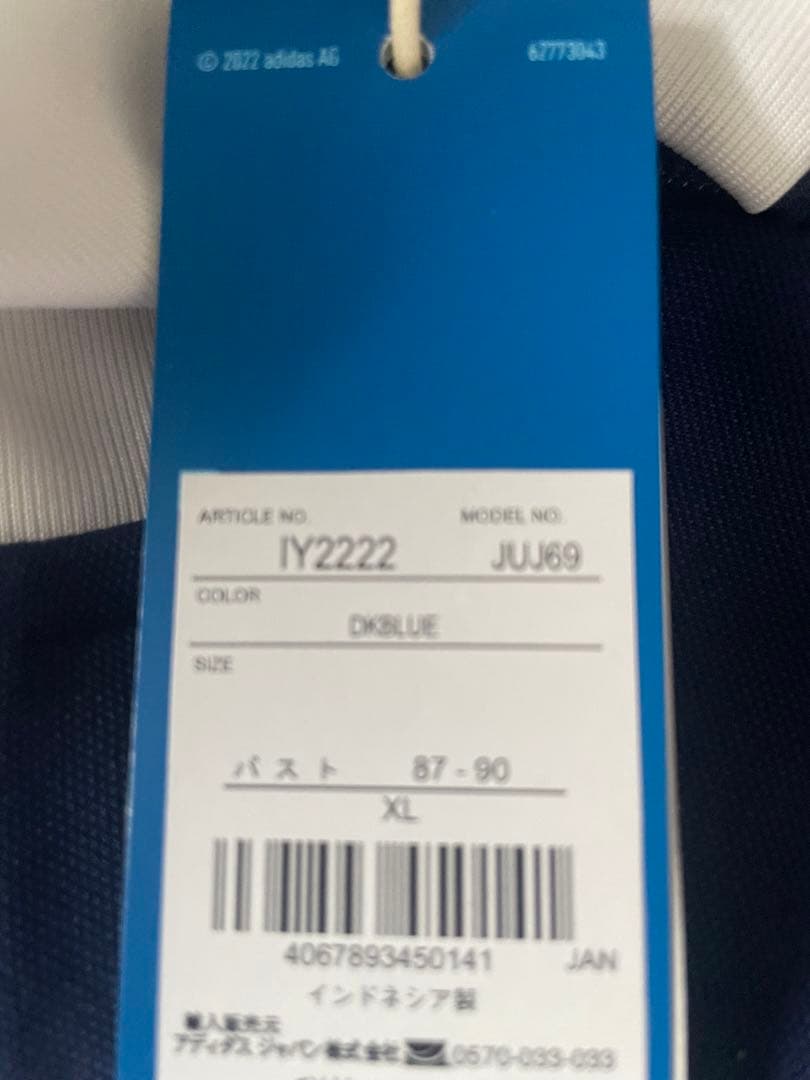 © 2022 adidas AG 62773043
ARTICLE NO. MODEL NO.
IY2222 JUJ69
COLOR
DKBLUE
SIZE
バスト 87-90
XL
4067893450141 JAN
インドネシア製
輸入販売元
アディダス ジャパン株式会社 0570-033-033